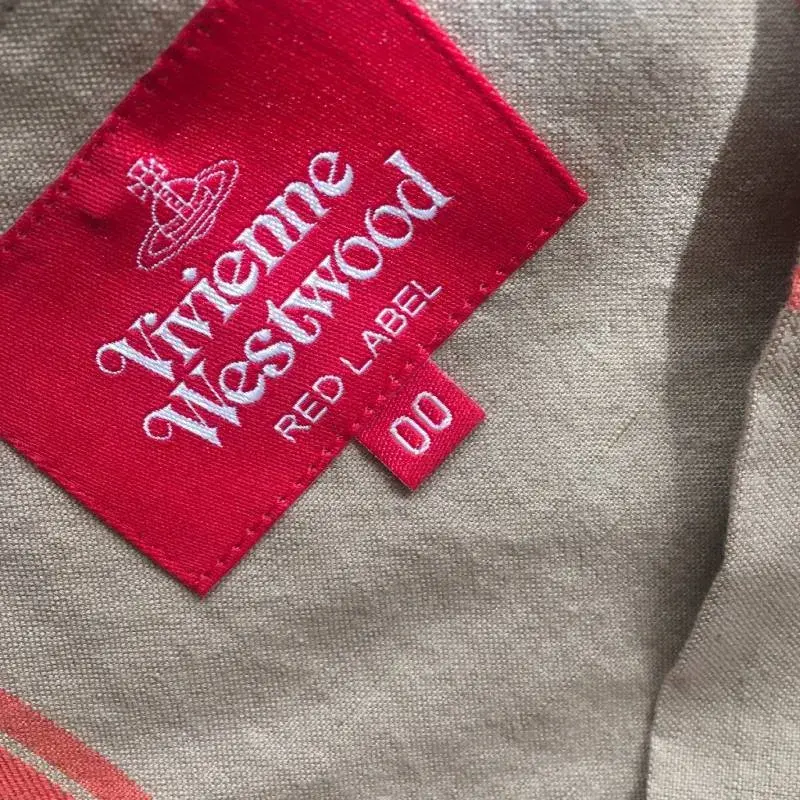 Vivienne
Westwood
RED LABEL
00